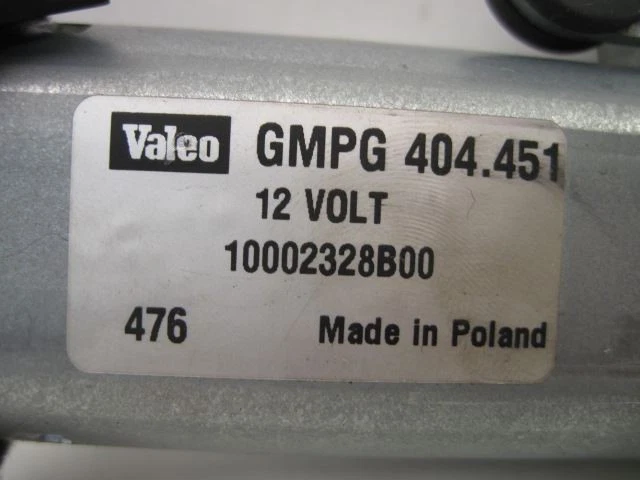 Valeo GMPG 404.451
12 VOLT
10002328B00
476 Made in Poland